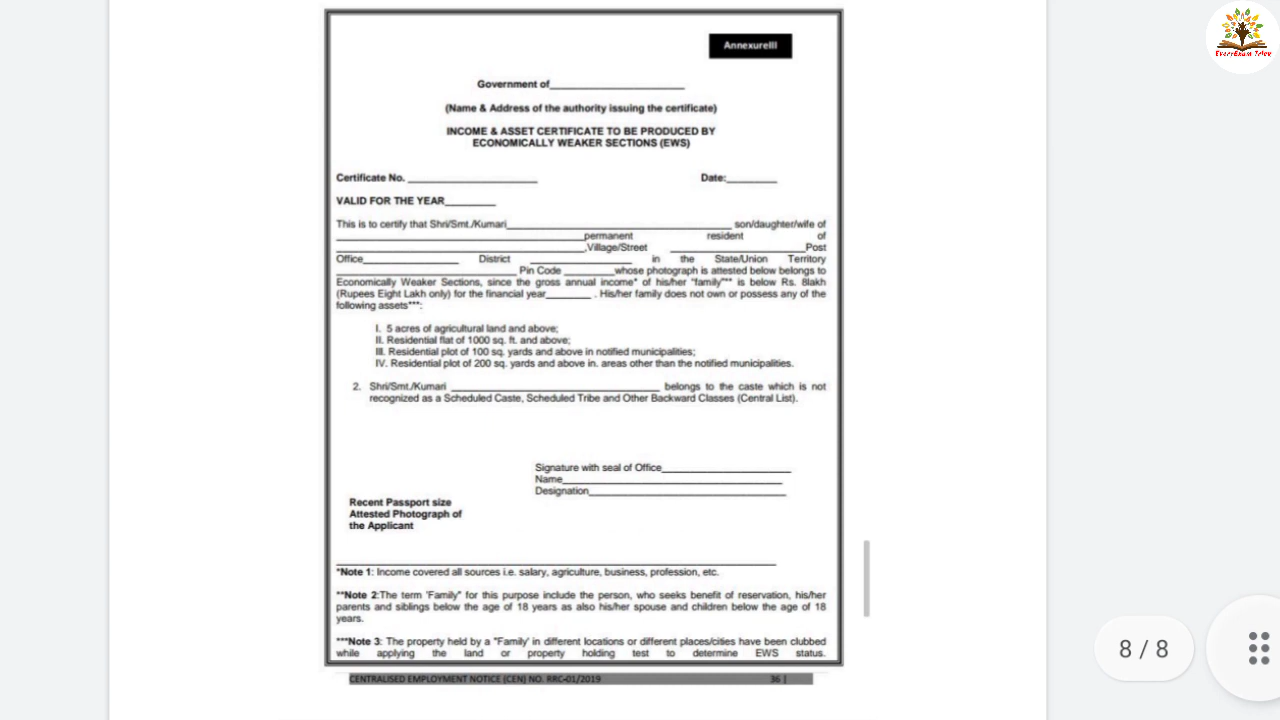 AnnexureIII
Government of_______________________
(Name & Address of the authority issuing the certificate)
INCOME & ASSET CERTIFICATE TO BE PRODUCED BY
ECONOMICALLY WEAKER SECTIONS (EWS)
Certificate No. ______________________ Date:_________
VALID FOR THE YEAR_________
This is to certify that Shri/Smt./Kumari________________________________________ son/daughter/wife of
____________________________________________permanent resident of
____________________________________________,Village/Street ________________________Post
Office_________________ District __________________ in the State/Union Territory
________________________________ Pin Code _________whose photograph is attested below belongs to
Economically Weaker Sections, since the gross annual income* of his/her "family"** is below Rs. 8lakh
(Rupees Eight Lakh only) for the financial year________ . His/her family does not own or possess any of the
following assets***:
I. 5 acres of agricultural land and above;
II. Residential flat of 1000 sq. ft. and above;
III. Residential plot of 100 sq. yards and above in notified municipalities;
IV. Residential plot of 200 sq. yards and above in. areas other than the notified municipalities.
2. Shri/Smt./Kumari _____________________________________ belongs to the caste which is not
recognized as a Scheduled Caste, Scheduled Tribe and Other Backward Classes (Central List).
Signature with seal of Office_______________________
Name_______________________________________
Designation___________________________________
Recent Passport size
Attested Photograph of
the Applicant
*Note 1: Income covered all sources i.e. salary, agriculture, business, profession, etc.
**Note 2:The term 'Family" for this purpose include the person, who seeks benefit of reservation, his/her
parents and siblings below the age of 18 years as also his/her spouse and children below the age of 18
years.
***Note 3: The property held by a "Family' in different locations or different places/cities have been clubbed
while applying the land or property holding test to determine EWS status.
CENTRALISED EMPLOYMENT NOTICE (CEN) NO. RRC-01/2019 36 |
8 / 8